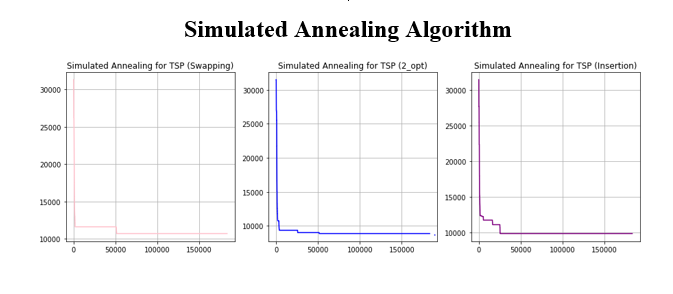 Simulated Annealing Algorithm
Simulated Annealing for TSP (Swapping)
30000
25000
20000
15000
10000
0 50000 100000 150000
Simulated Annealing for TSP (2_opt)
30000
25000
20000
15000
10000
0 50000 100000 150000
Simulated Annealing for TSP (Insertion)
30000
25000
20000
15000
10000
0 50000 100000 150000